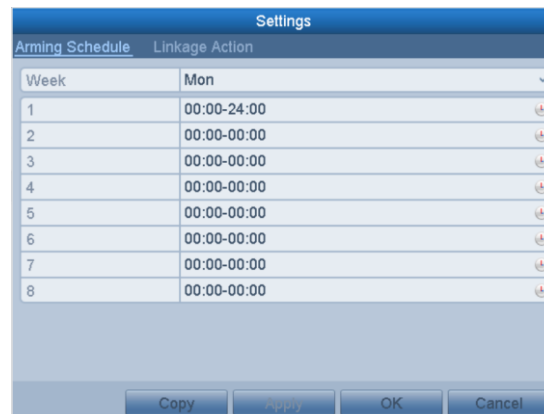 Settings
Arming Schedule Linkage Action
Week Mon
1 00:00-24:00
2 00:00-00:00
3 00:00-00:00
4 00:00-00:00
5 00:00-00:00
6 00:00-00:00
7 00:00-00:00
8 00:00-00:00
Copy Apply OK Cancel